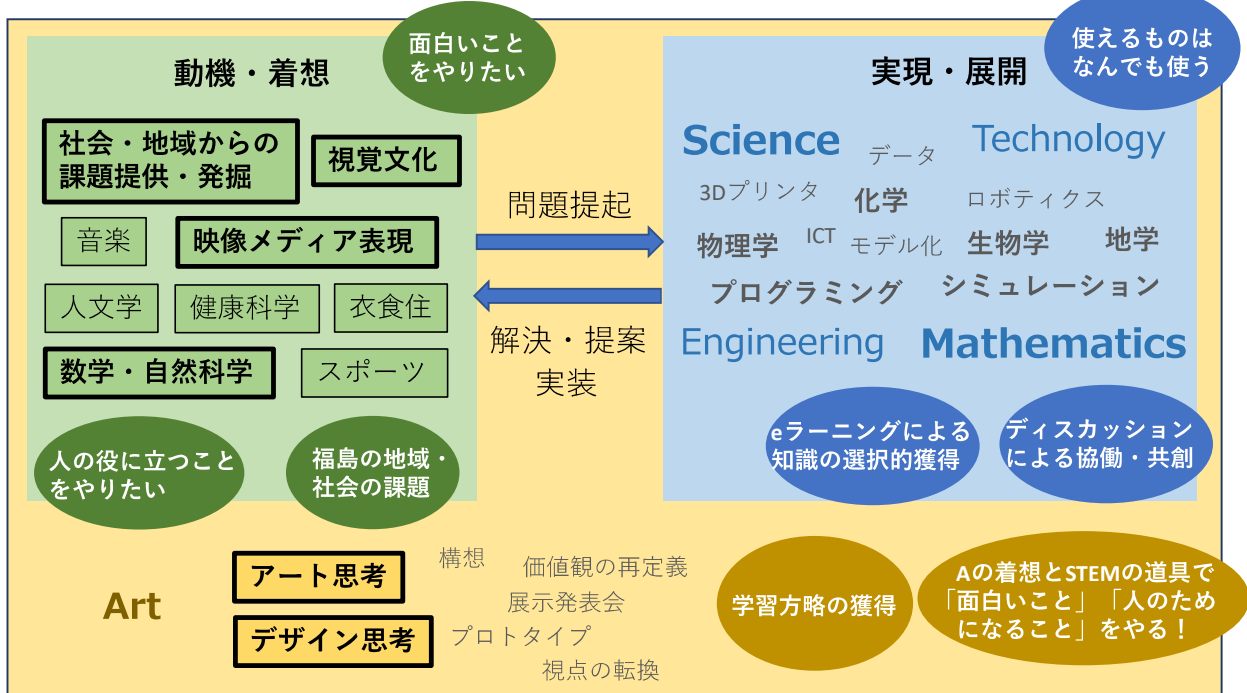 面白いこと
をやりたい
動機・着想
社会・地域からの
課題提供・発掘
視覚文化
音楽
映像メディア表現
人文学
健康科学
衣食住
数学・自然科学
スポーツ
人の役に立つこと
をやりたい
福島の地域・
社会の課題
問題提起
解決・提案
実装
使えるものは
なんでも使う
実現・展開
Science
データ
Technology
3Dプリンタ
化学
ロボティクス
物理学
ICT
モデル化
生物学
地学
プログラミング
シミュレーション
Engineering
Mathematics
eラーニングによる
知識の選択的獲得
ディスカッション
による協働・共創
Art
アート思考
デザイン思考
構想
価値観の再定義
展示発表会
プロトタイプ
視点の転換
学習方略の獲得
Aの着想とSTEMの道具で
「面白いこと」「人のため
になること」をやる！